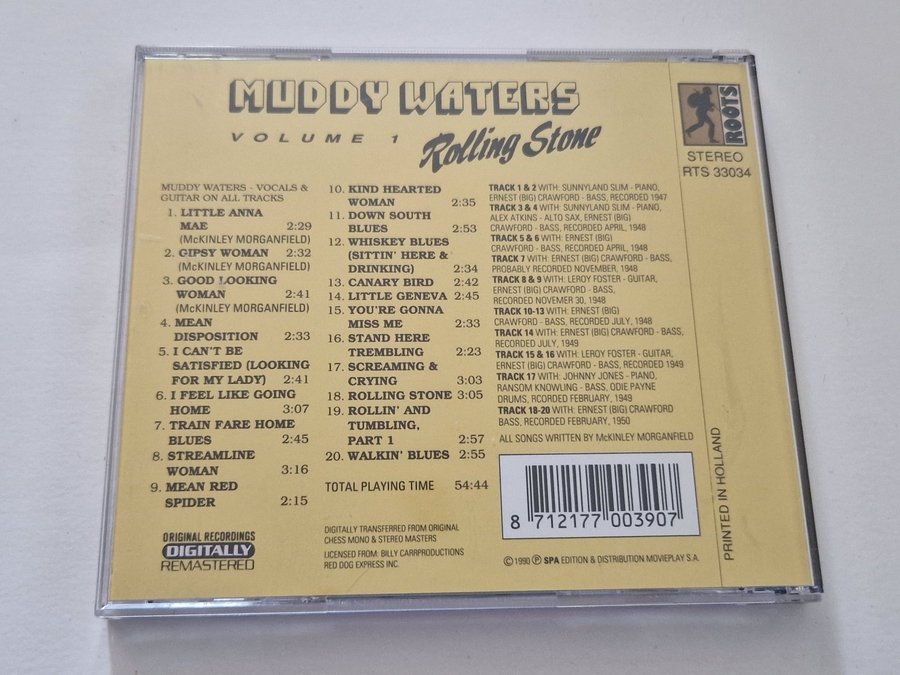 MUDDY WATERS
VOLUME 1 Rolling Stone
ROOTS
STEREO
RTS 33034
MUDDY WATERS - VOCALS &
GUITAR ON ALL TRACKS
1. LITTLE ANNA
MAE 2:29
(McKINLEY MORGANFIELD)
2. GIPSY WOMAN 2:32
(McKINLEY MORGANFIELD)
3. GOOD LOOKING
WOMAN 2:41
(McKINLEY MORGANFIELD)
4. MEAN
DISPOSITION 2:33
5. I CAN'T BE
SATISFIED (LOOKING
FOR MY LADY) 2:41
6. I FEEL LIKE GOING
HOME 3:07
7. TRAIN FARE HOME
BLUES 2:45
8. STREAMLINE
WOMAN 3:16
9. MEAN RED
SPIDER 2:15
10. KIND HEARTED
WOMAN 2:35
11. DOWN SOUTH
BLUES 2:53
12. WHISKEY BLUES
(SITTIN' HERE &
DRINKING) 2:34
13. CANARY BIRD 2:42
14. LITTLE GENEVA 2:45
15. YOU'RE GONNA
MISS ME 2:33
16. STAND HERE
TREMBLING 2:23
17. SCREAMING &
CRYING 3:03
18. ROLLING STONE 3:05
19. ROLLIN' AND
TUMBLING,
PART 1 2:57
20. WALKIN' BLUES 2:55
TOTAL PLAYING TIME 54:44
TRACK 1 & 2 WITH: SUNNYLAND SLIM - PIANO,
ERNEST (BIG) CRAWFORD - BASS, RECORDED 1947
TRACK 3 & 4 WITH: SUNNYLAND SLIM - PIANO,
ALEX ATKINS - ALTO SAX, ERNEST (BIG)
CRAWFORD - BASS, RECORDED APRIL, 1948
TRACK 5 & 6 WITH: ERNEST (BIG)
CRAWFORD - BASS, RECORDED APRIL, 1948
TRACK 7 WITH: ERNEST (BIG) CRAWFORD - BASS,
PROBABLY RECORDED NOVEMBER, 1948
TRACK 8 & 9 WITH: LEROY FOSTER - GUITAR,
ERNEST (BIG) CRAWFORD - BASS,
RECORDED NOVEMER 30, 1948
TRACK 10-13 WITH: ERNEST (BIG)
CRAWFORD - BASS, RECORDED JULY, 1948
TRACK 14 WITH: ERNEST (BIG) CRAWFORD - BASS,
RECORDED JULY, 1949
TRACK 15 & 16 WITH: LEROY FOSTER - GUITAR,
ERNEST (BIG) CRAWFORD - BASS, RECORDED 1949
TRACK 17 WITH: JOHNNY JONES - PIANO,
RANSOM KNOWLING - BASS, ODIE PAYNE
DRUMS, RCORDED FEBRUARY, 1949
TRACK 18-20 WITH: ERNEST (BIG) CRAWFORD
BASS, RECORDED FEBRUARY, 1950
ALL SONGS WRITTEN BY McKINLEY MORGANFIELD
8 712177 003907
PRINTED IN HOLLAND
ORIGINAL RECORDINGS
DIGITALLY
REMASTERED
DIGITALLY TRANSFERRED FROM ORIGINAL
CHESS MONO & STEREO MASTERS
LICENSED FROM: BILLY CARRPRODUCTIONS
RED DOG EXPRESS INC.
© 1990 ℗ SPA EDITION & DISTRIBUTION MOVIEPLAY S.A.